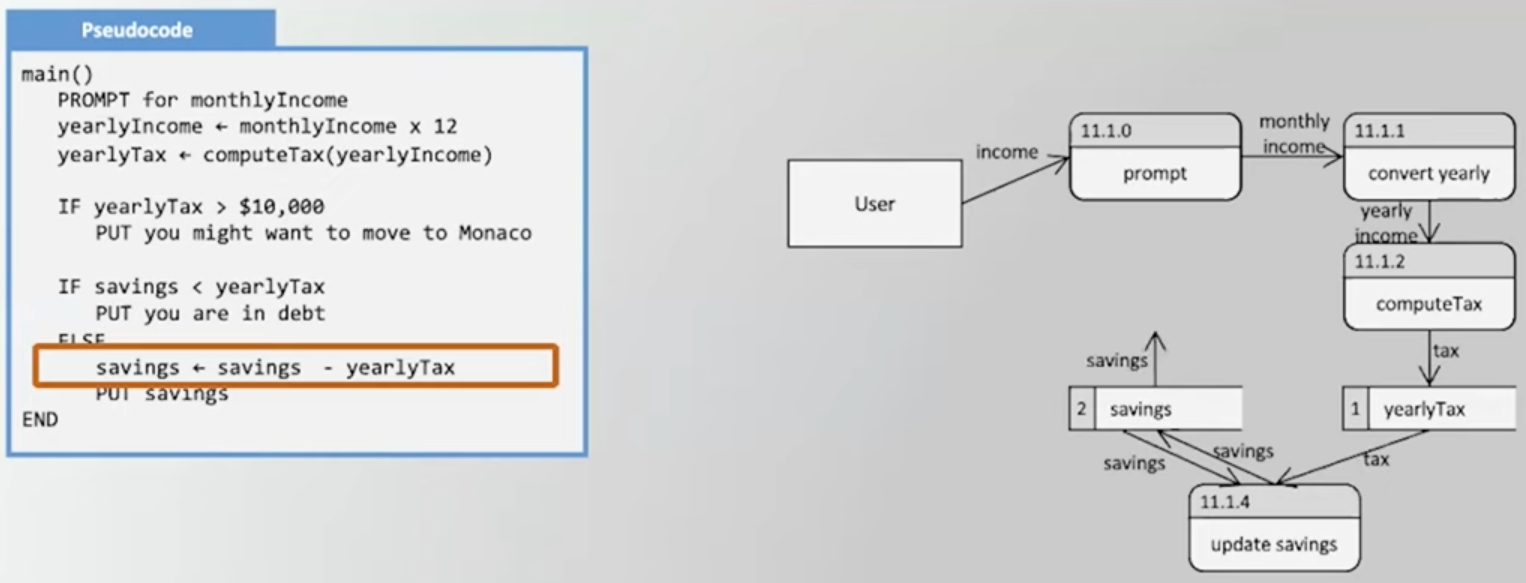 Pseudocode
main()
PROMPT for monthlyIncome
yearlyIncome ← monthlyIncome x 12
yearlyTax ← computeTax(yearlyIncome)
IF yearlyTax > $10,000
PUT you might want to move to Monaco
IF savings < yearlyTax
PUT you are in debt
ELSE
savings ← savings - yearlyTax
PUT savings
END
User
income
11.1.0
prompt
monthly
income
11.1.1
convert yearly
yearly
income
11.1.2
computeTax
tax
1 yearlyTax
tax
savings
2 savings
savings
savings
11.1.4
update savings